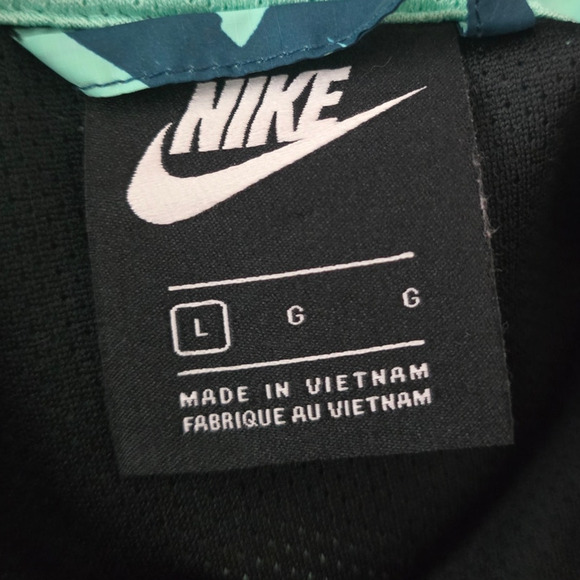 NIKE
L G G
MADE IN VIETNAM
FABRIQUE AU VIETNAM